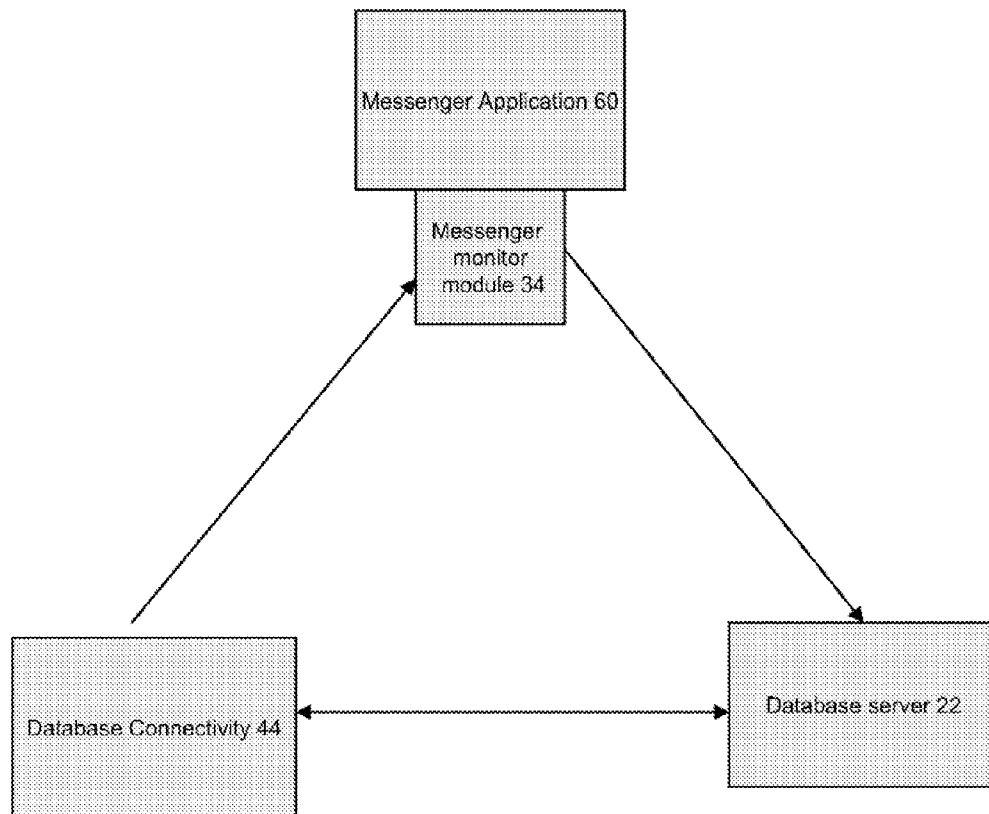 Messenger Application 60
Messenger
monitor
module 34
Database Connectivity 44
Database server 22